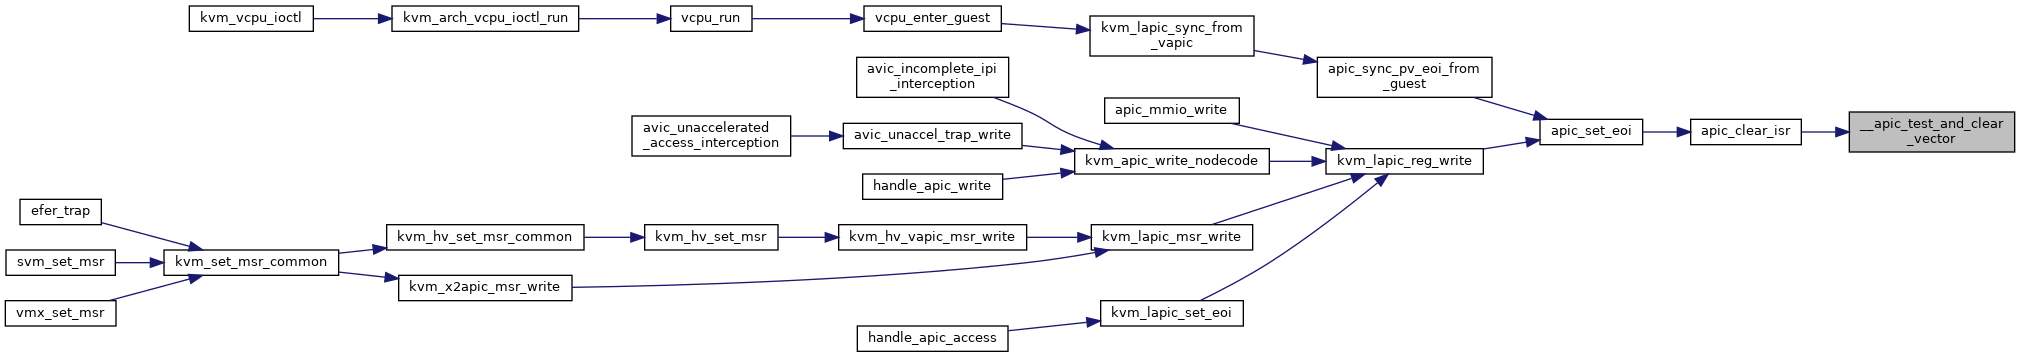 kvm_vcpu_ioctl
kvm_arch_vcpu_ioctl_run
vcpu_run
vcpu_enter_guest
kvm_lapic_sync_from
_vapic
avic_incomplete_ipi
_interception
apic_sync_pv_eoi_from
_guest
apic_mmio_write
avic_unaccelerated
_access_interception
avic_unaccel_trap_write
apic_set_eoi
apic_clear_isr
__apic_test_and_clear
_vector
kvm_apic_write_nodecode
kvm_lapic_reg_write
handle_apic_write
efer_trap
kvm_hv_set_msr_common
kvm_hv_set_msr
kvm_hv_vapic_msr_write
kvm_lapic_msr_write
svm_set_msr
kvm_set_msr_common
kvm_x2apic_msr_write
vmx_set_msr
kvm_lapic_set_eoi
handle_apic_access